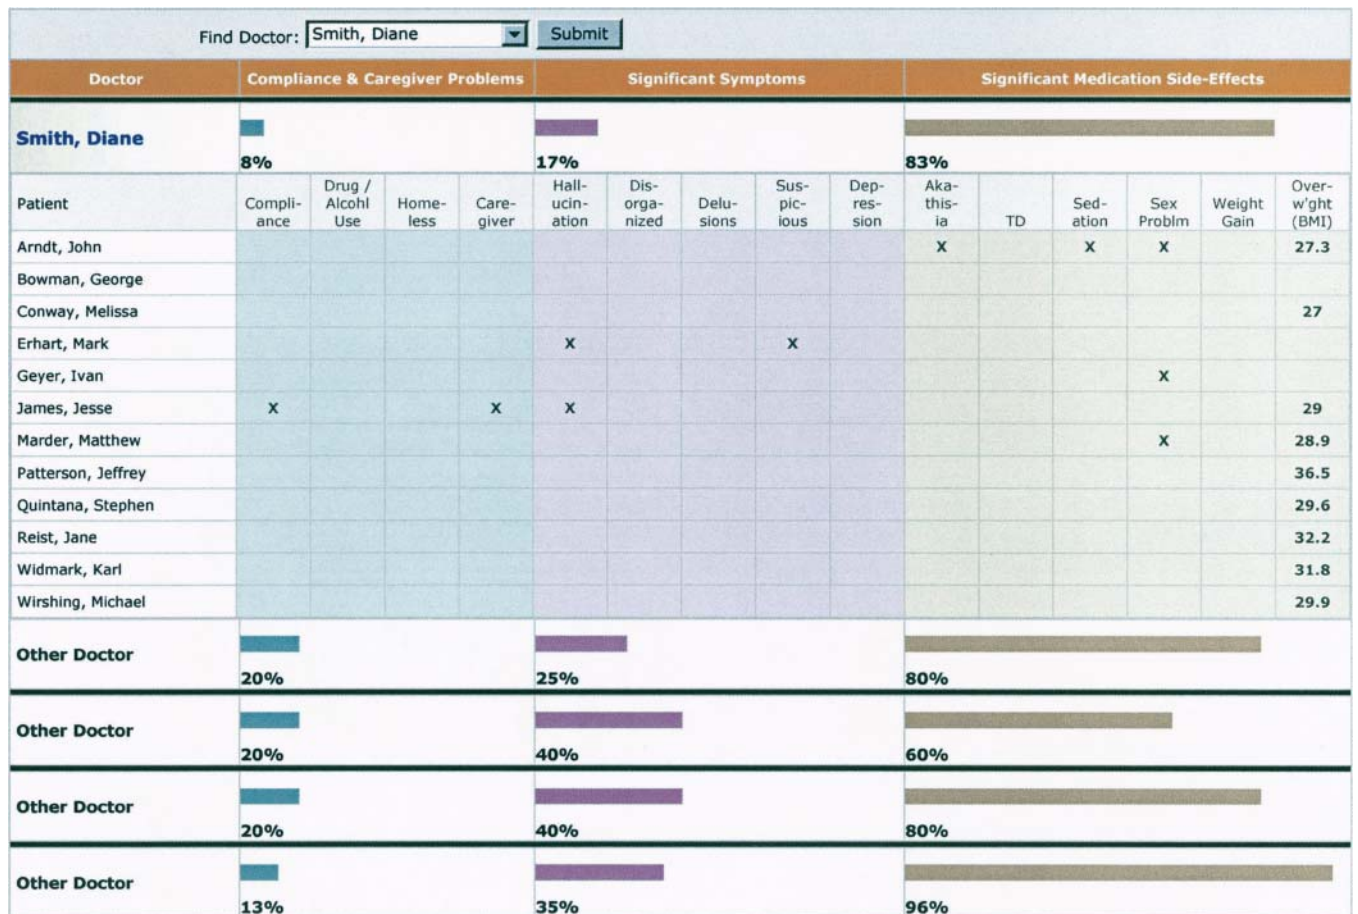 Find Doctor: Smith, Diane Submit
Doctor Compliance & Caregiver Problems Significant Symptoms Significant Medication Side-Effects
Smith, Diane
8% 17% 83%
Patient Compli-ance Drug / Alcohl Use Home-less Care-giver Hall-ucin-ation Dis-orga-nized Delu-sions Sus-pic-ious Dep-res-sion Aka-this-ia TD Sed-ation Sex Problm Weight Gain Over-w'ght (BMI)
Arndt, John X X X 27.3
Bowman, George
Conway, Melissa 27
Erhart, Mark X X
Geyer, Ivan X
James, Jesse X X X 29
Marder, Matthew X 28.9
Patterson, Jeffrey 36.5
Quintana, Stephen 29.6
Reist, Jane 32.2
Widmark, Karl 31.8
Wirshing, Michael 29.9
Other Doctor
20% 25% 80%
Other Doctor
20% 40% 60%
Other Doctor
20% 40% 80%
Other Doctor
13% 35% 96%